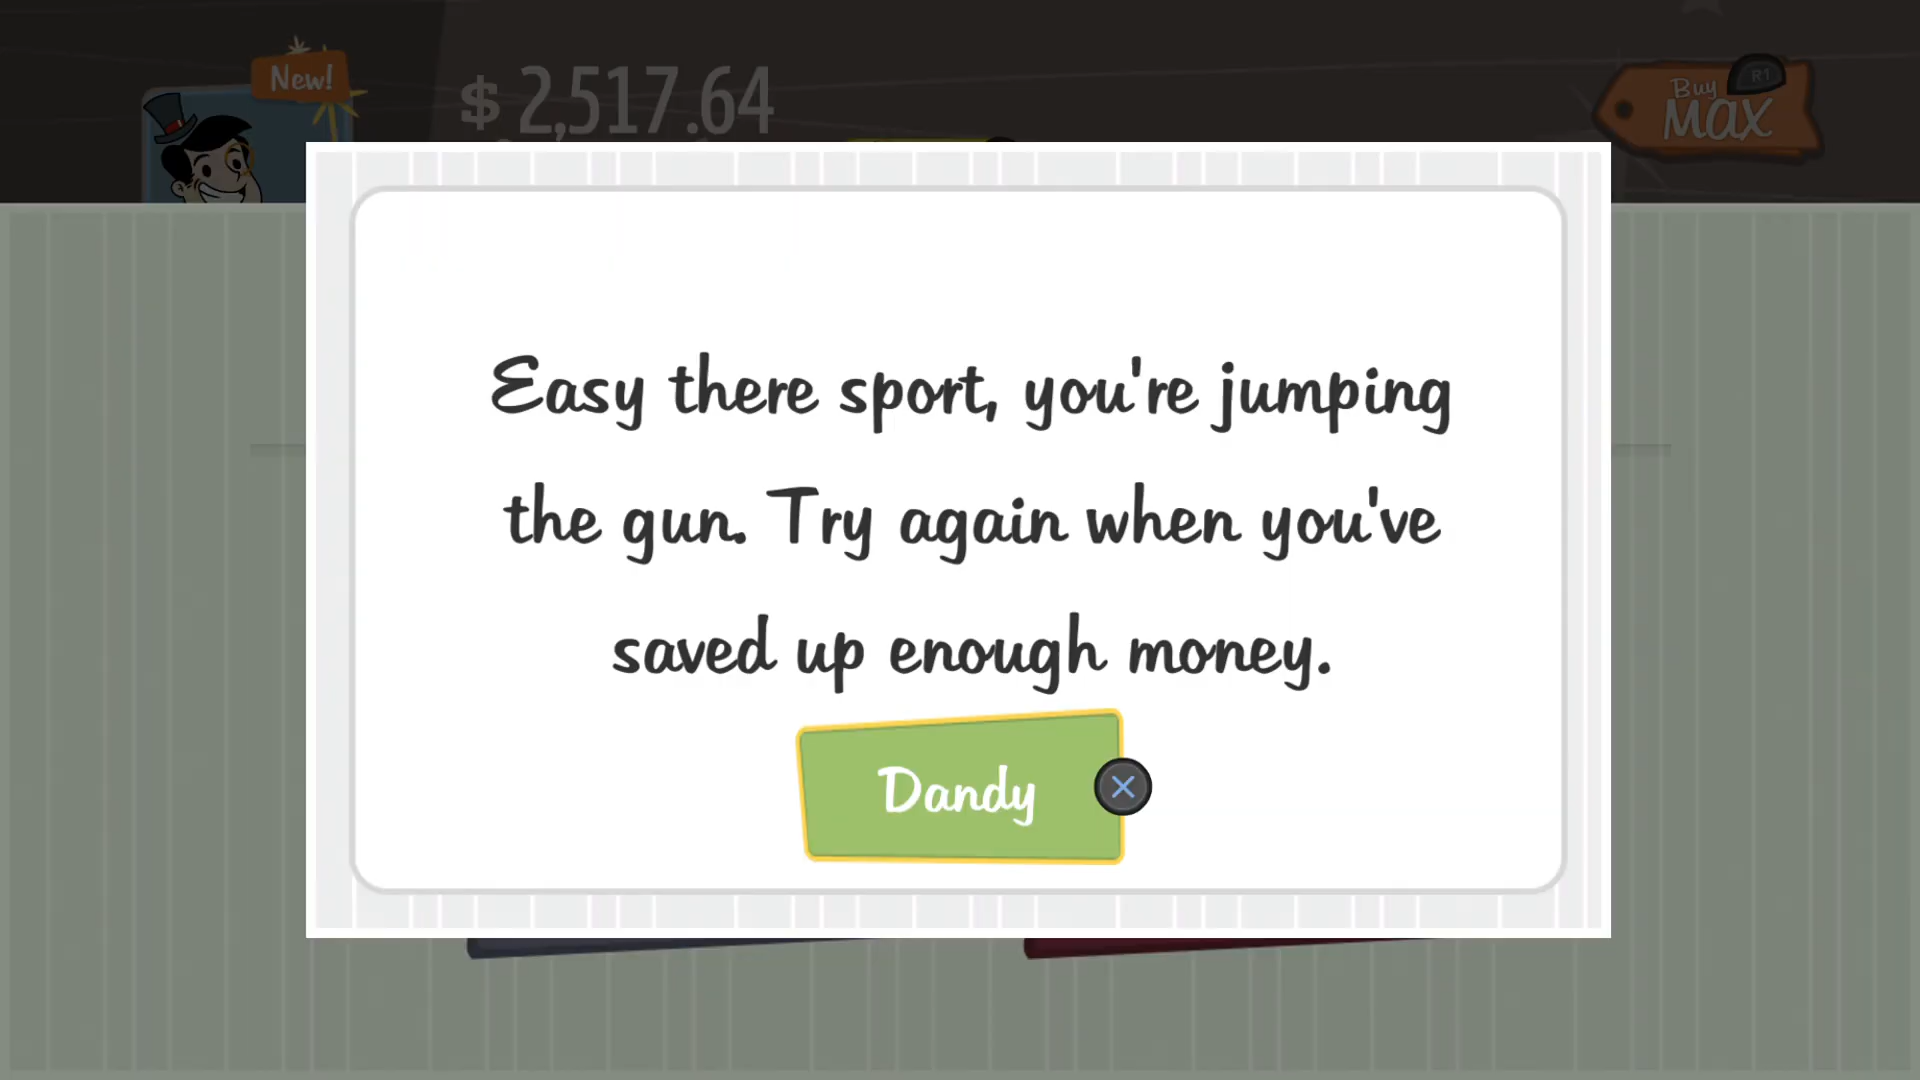 New!
$ 2,517.64
Buy
MAX
R1
Easy there sport, you're jumping
the gun. Try again when you've
saved up enough money.
Dandy